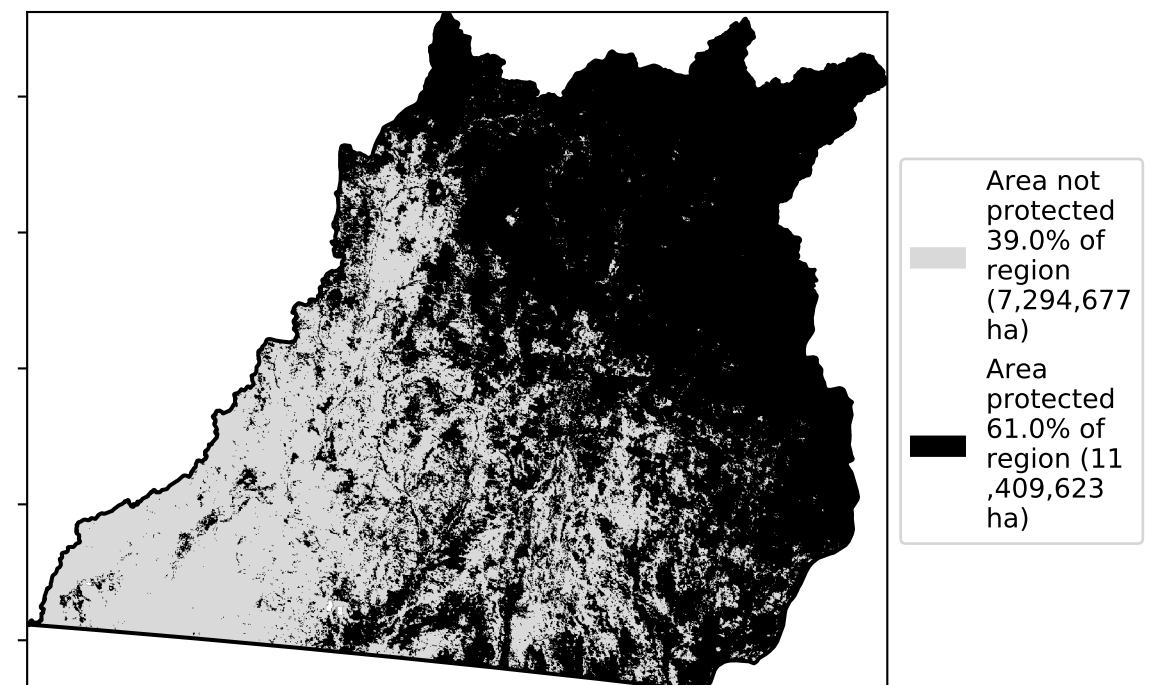 Area not
protected
39.0% of
region
(7,294,677
ha)
Area
protected
61.0% of
region (11
,409,623
ha)